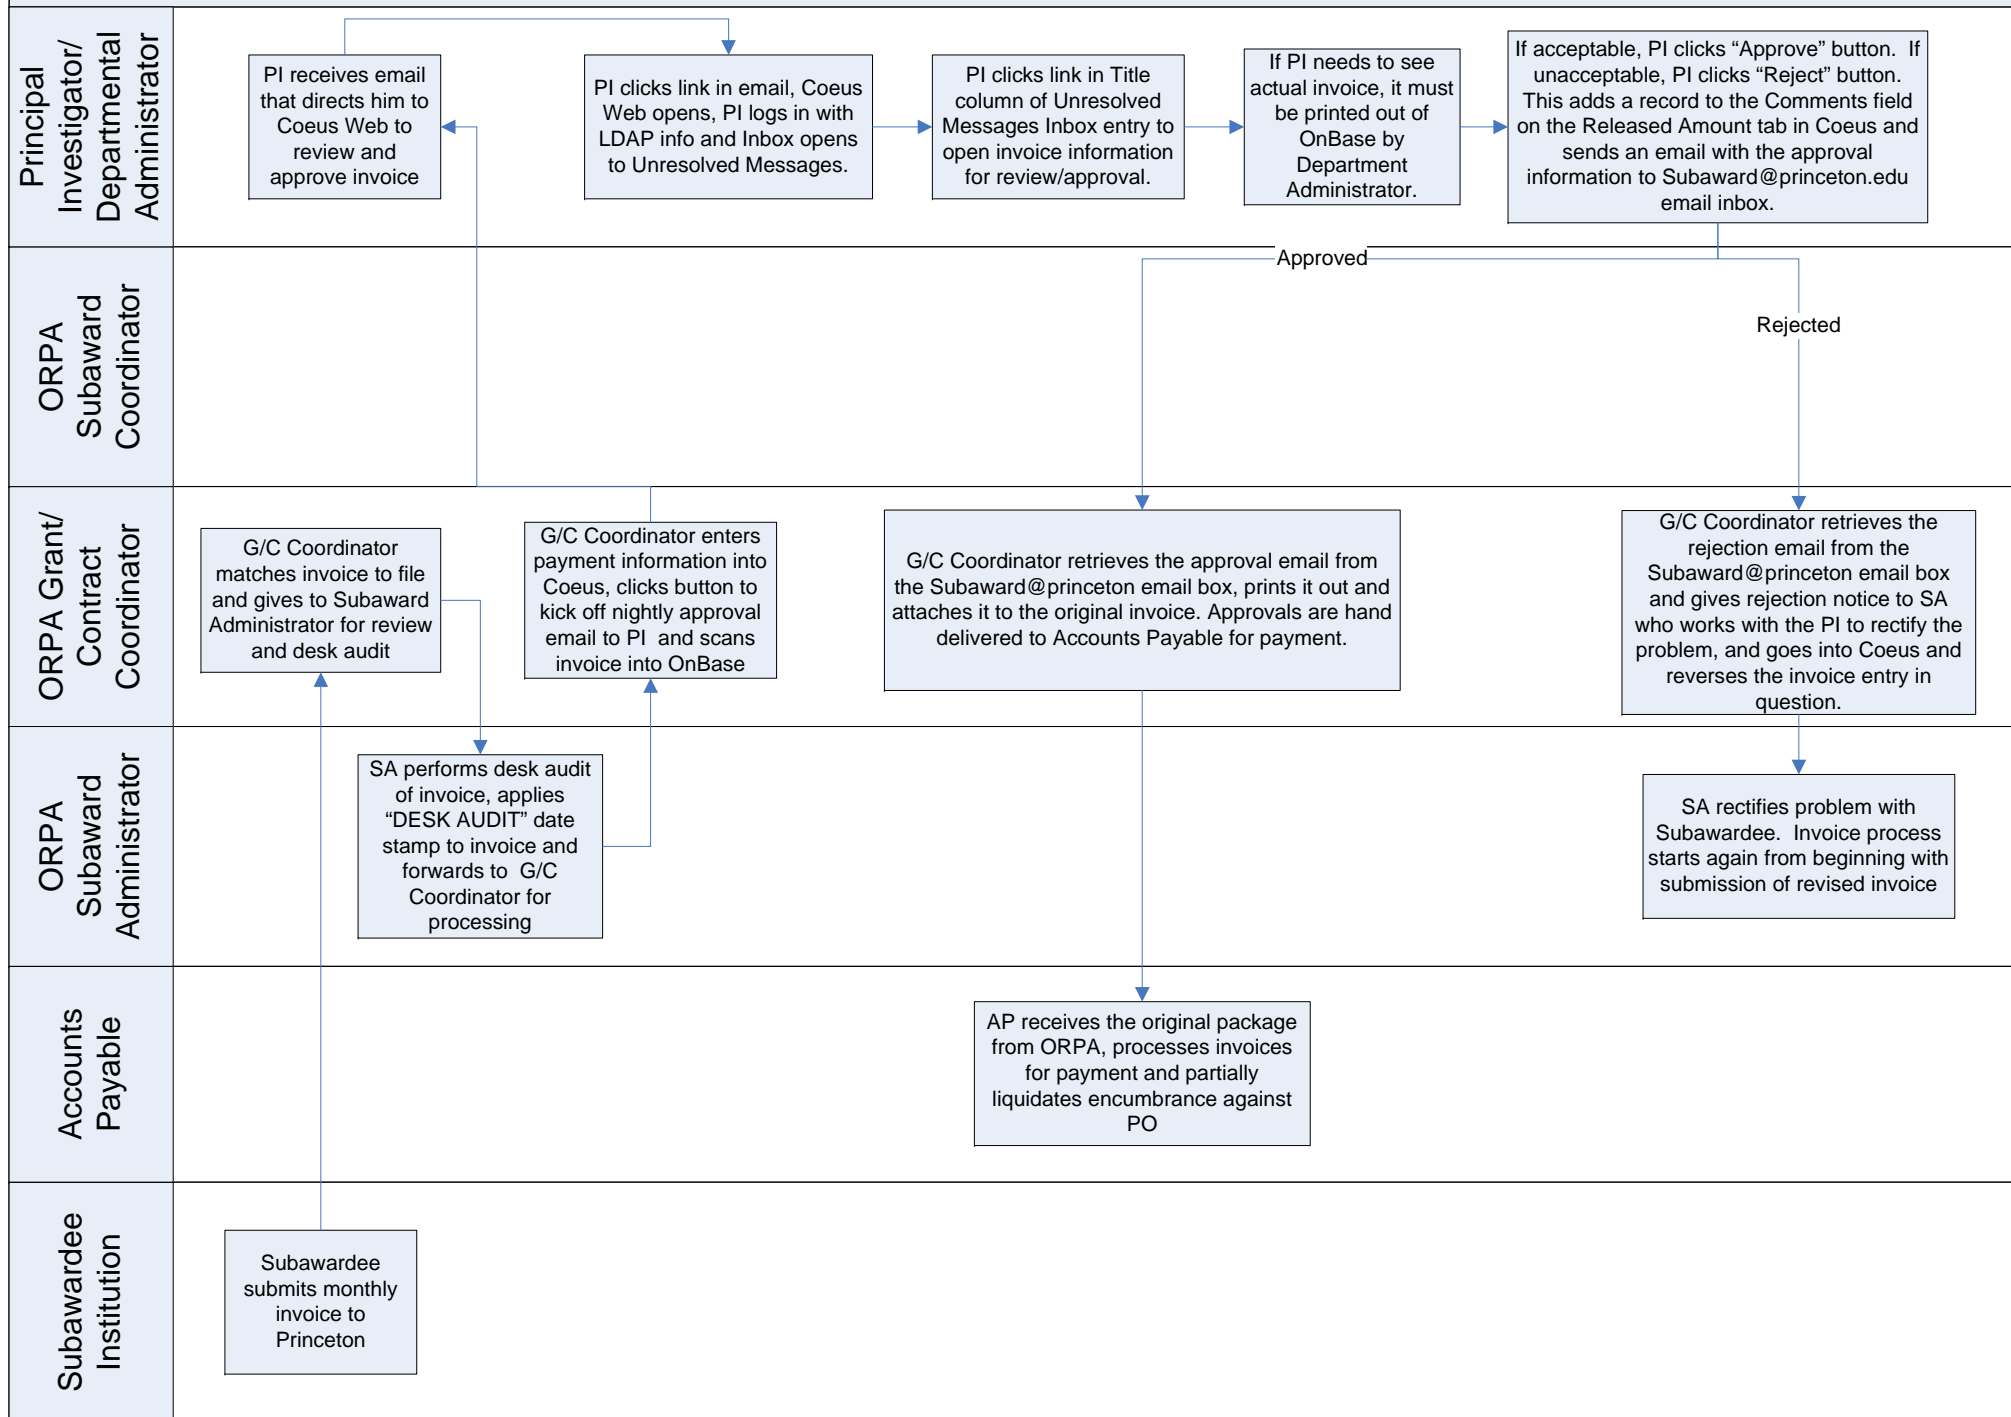 Principal
Investigator/
Departmental
Administrator
PI receives email
that directs him to
Coeus Web to
review and
approve invoice
PI clicks link in email, Coeus
Web opens, PI logs in with
LDAP info and Inbox opens
to Unresolved Messages.
PI clicks link in Title
column of Unresolved
Messages Inbox entry to
open invoice information
for review/approval.
If PI needs to see
actual invoice, it must
be printed out of
OnBase by
Department
Administrator.
If acceptable, PI clicks “Approve” button.  If
unacceptable, PI clicks “Reject” button.
This adds a record to the Comments field
on the Released Amount tab in Coeus and
sends an email with the approval
information to Subaward@princeton.edu
email inbox.
ORPA
Subaward
Coordinator
Approved
Rejected
ORPA Grant/
Contract
Coordinator
G/C Coordinator
matches invoice to file
and gives to Subaward
Administrator for review
and desk audit
G/C Coordinator enters
payment information into
Coeus, clicks button to
kick off nightly approval
email to PI  and scans
invoice into OnBase
G/C Coordinator retrieves the approval email from
the Subaward@princeton email box, prints it out and
attaches it to the original invoice. Approvals are hand
delivered to Accounts Payable for payment.
G/C Coordinator retrieves the
rejection email from the
Subaward@princeton email box
and gives rejection notice to SA
who works with the PI to rectify the
problem, and goes into Coeus and
reverses the invoice entry in
question.
ORPA
Subaward
Administrator
SA performs desk audit
of invoice, applies
“DESK AUDIT” date
stamp to invoice and
forwards to  G/C
Coordinator for
processing
SA rectifies problem with
Subawardee.  Invoice process
starts again from beginning with
submission of revised invoice
Accounts
Payable
AP receives the original package
from ORPA, processes invoices
for payment and partially
liquidates encumbrance against
PO
Subawardee
Institution
Subawardee
submits monthly
invoice to
Princeton